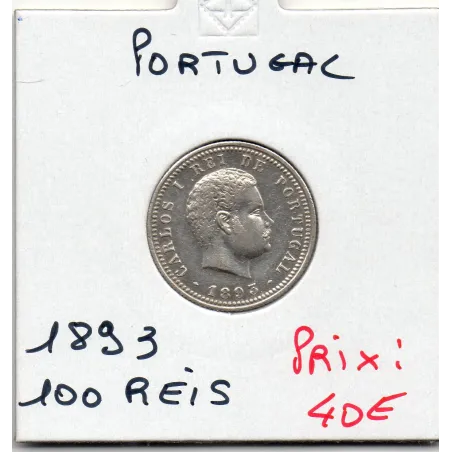 PORTUGAL
CARLOS I REI DE PORTUGAL
· 1893 ·
1893
100 REiS
PRix :
40E